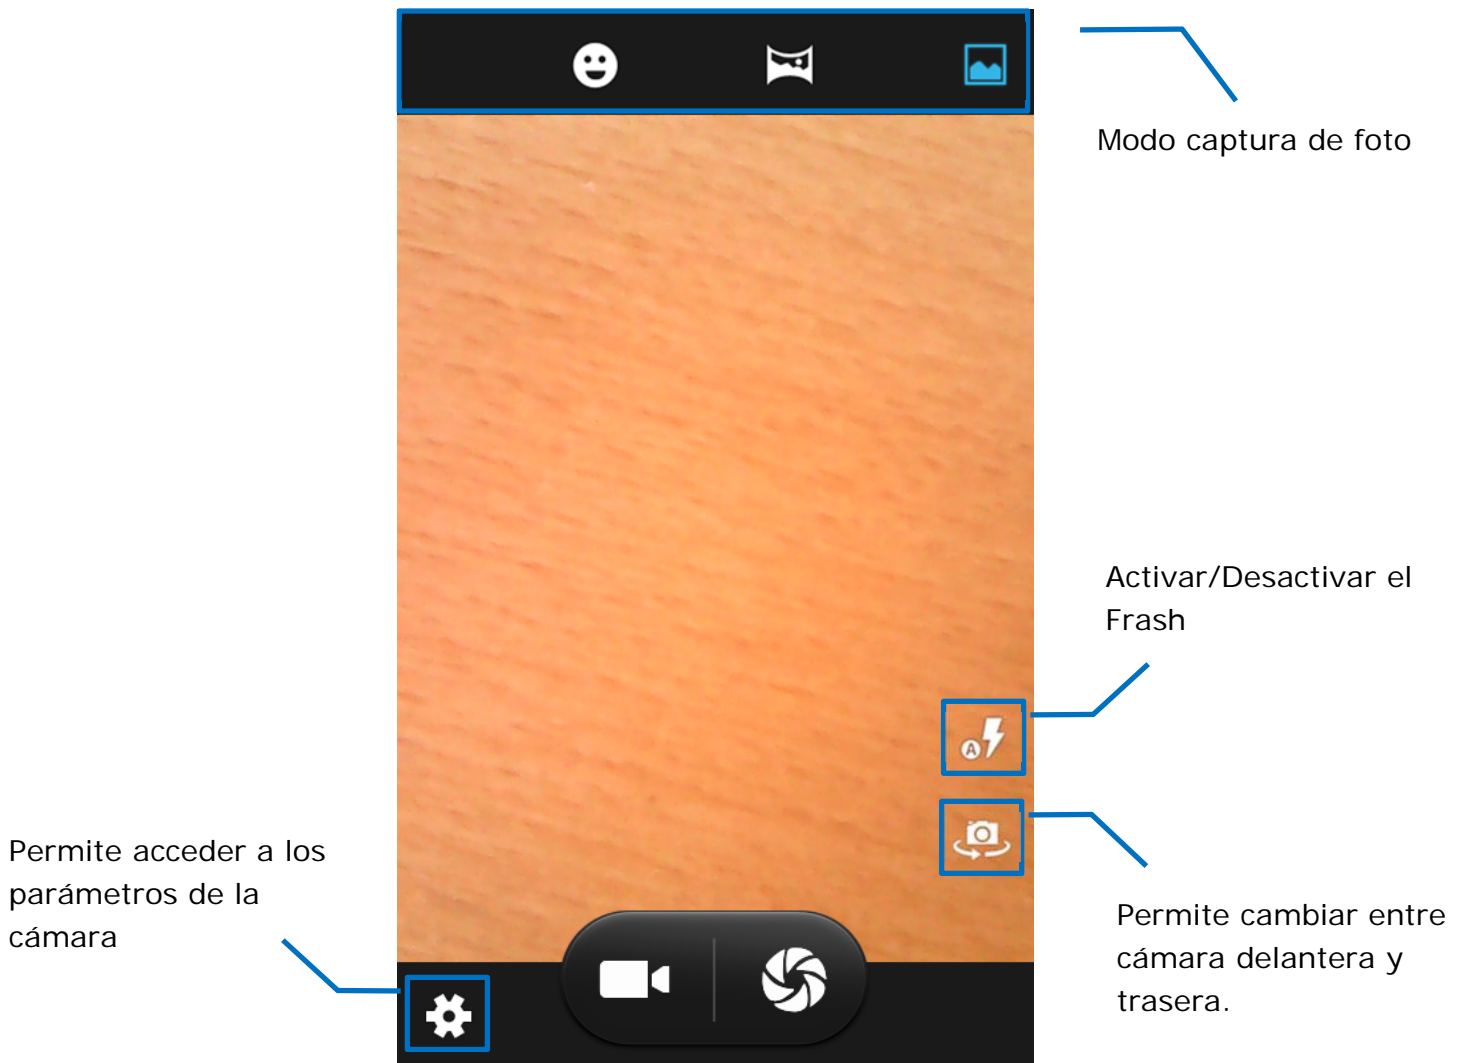 Modo captura de foto
Activar/Desactivar el
Frash
A
Permite acceder a los
parámetros de la
cámara
Permite cambiar entre
cámara delantera y
trasera.